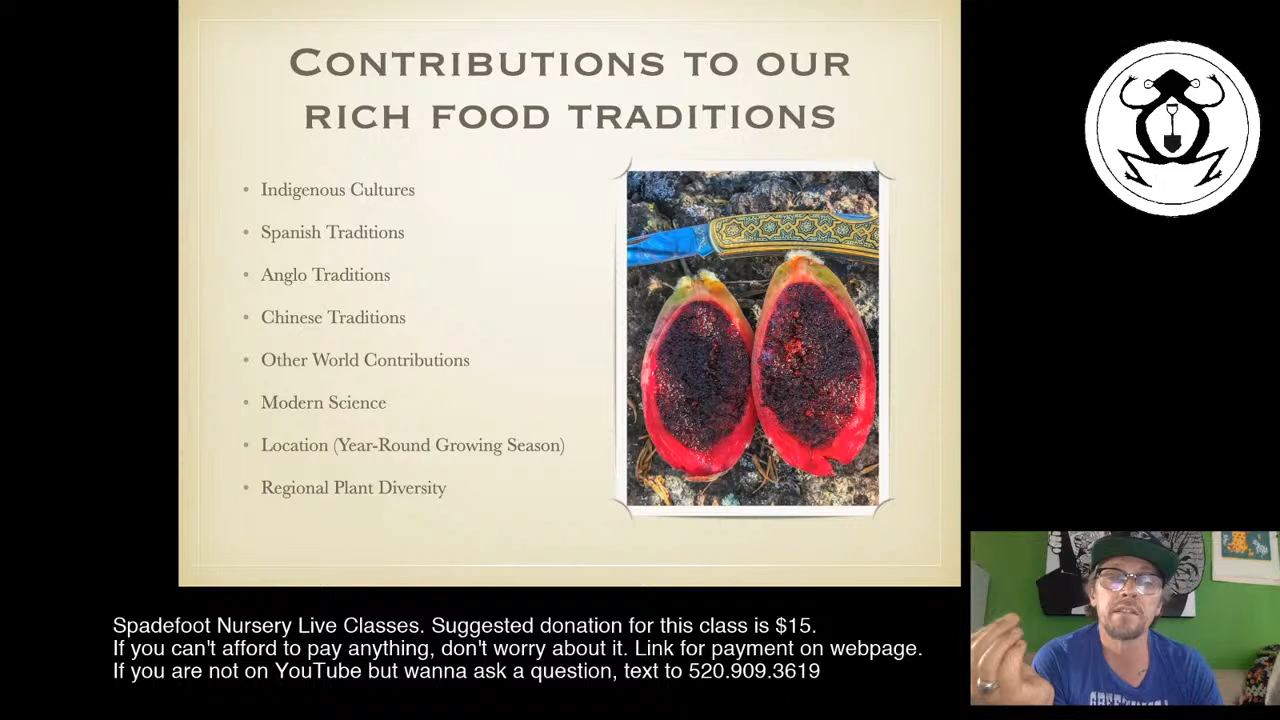 CONTRIBUTIONS TO OUR
RICH FOOD TRADITIONS
• Indigenous Cultures
• Spanish Traditions
• Anglo Traditions
• Chinese Traditions
• Other World Contributions
• Modern Science
• Location (Year-Round Growing Season)
• Regional Plant Diversity
Spadefoot Nursery Live Classes. Suggested donation for this class is $15.
If you can't afford to pay anything, don't worry about it. Link for payment on webpage.
If you are not on YouTube but wanna ask a question, text to 520.909.3619